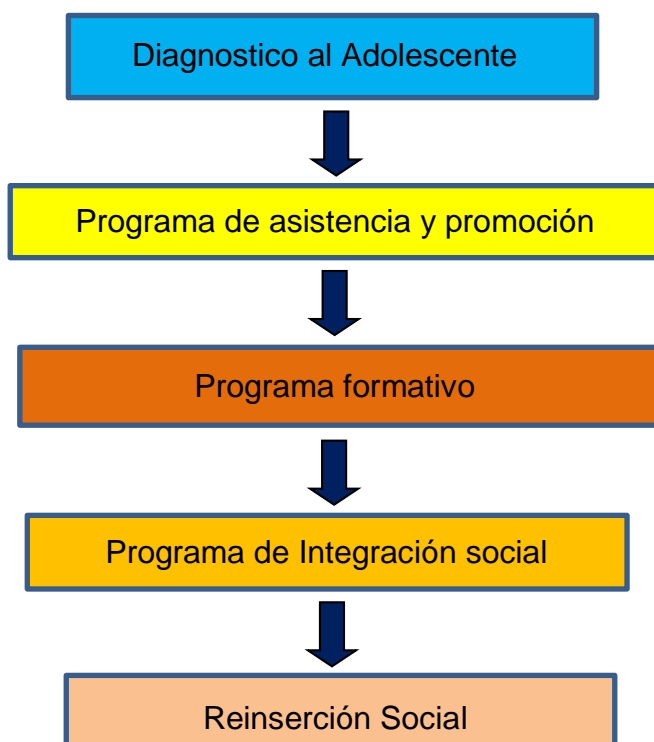 Diagnostico al Adolescente
Programa de asistencia y promoción
Programa formativo
Programa de Integración social
Reinserción Social